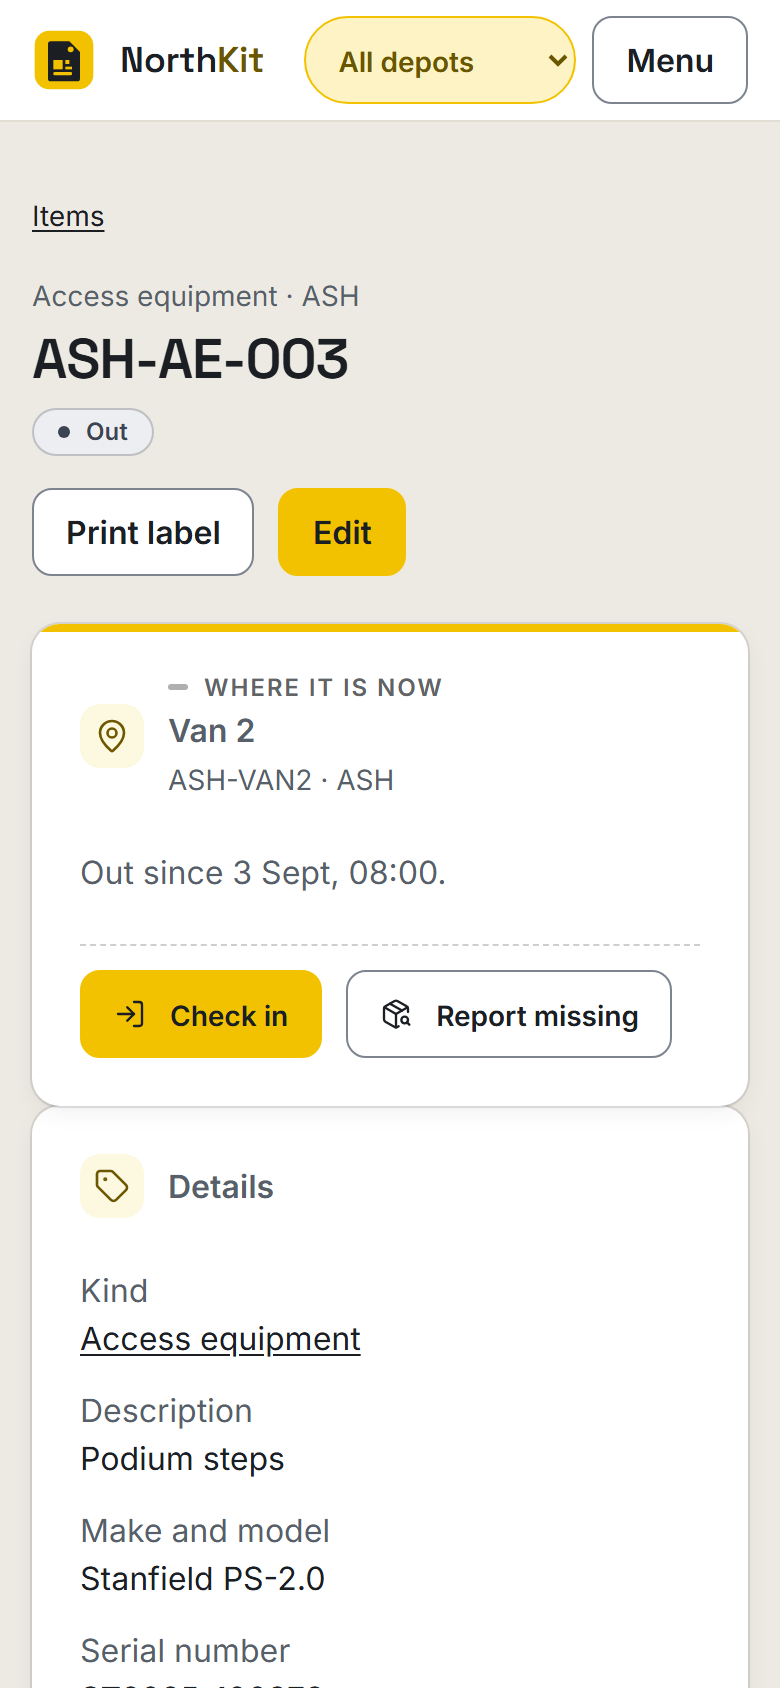 NorthKit
All depots
Menu
Items
Access equipment · ASH
ASH-AE-003
Out
Print label
Edit
WHERE IT IS NOW
Van 2
ASH-VAN2 · ASH
Out since 3 Sept, 08:00.
Check in
Report missing
Details
Kind
Access equipment
Description
Podium steps
Make and model
Stanfield PS-2.0
Serial number